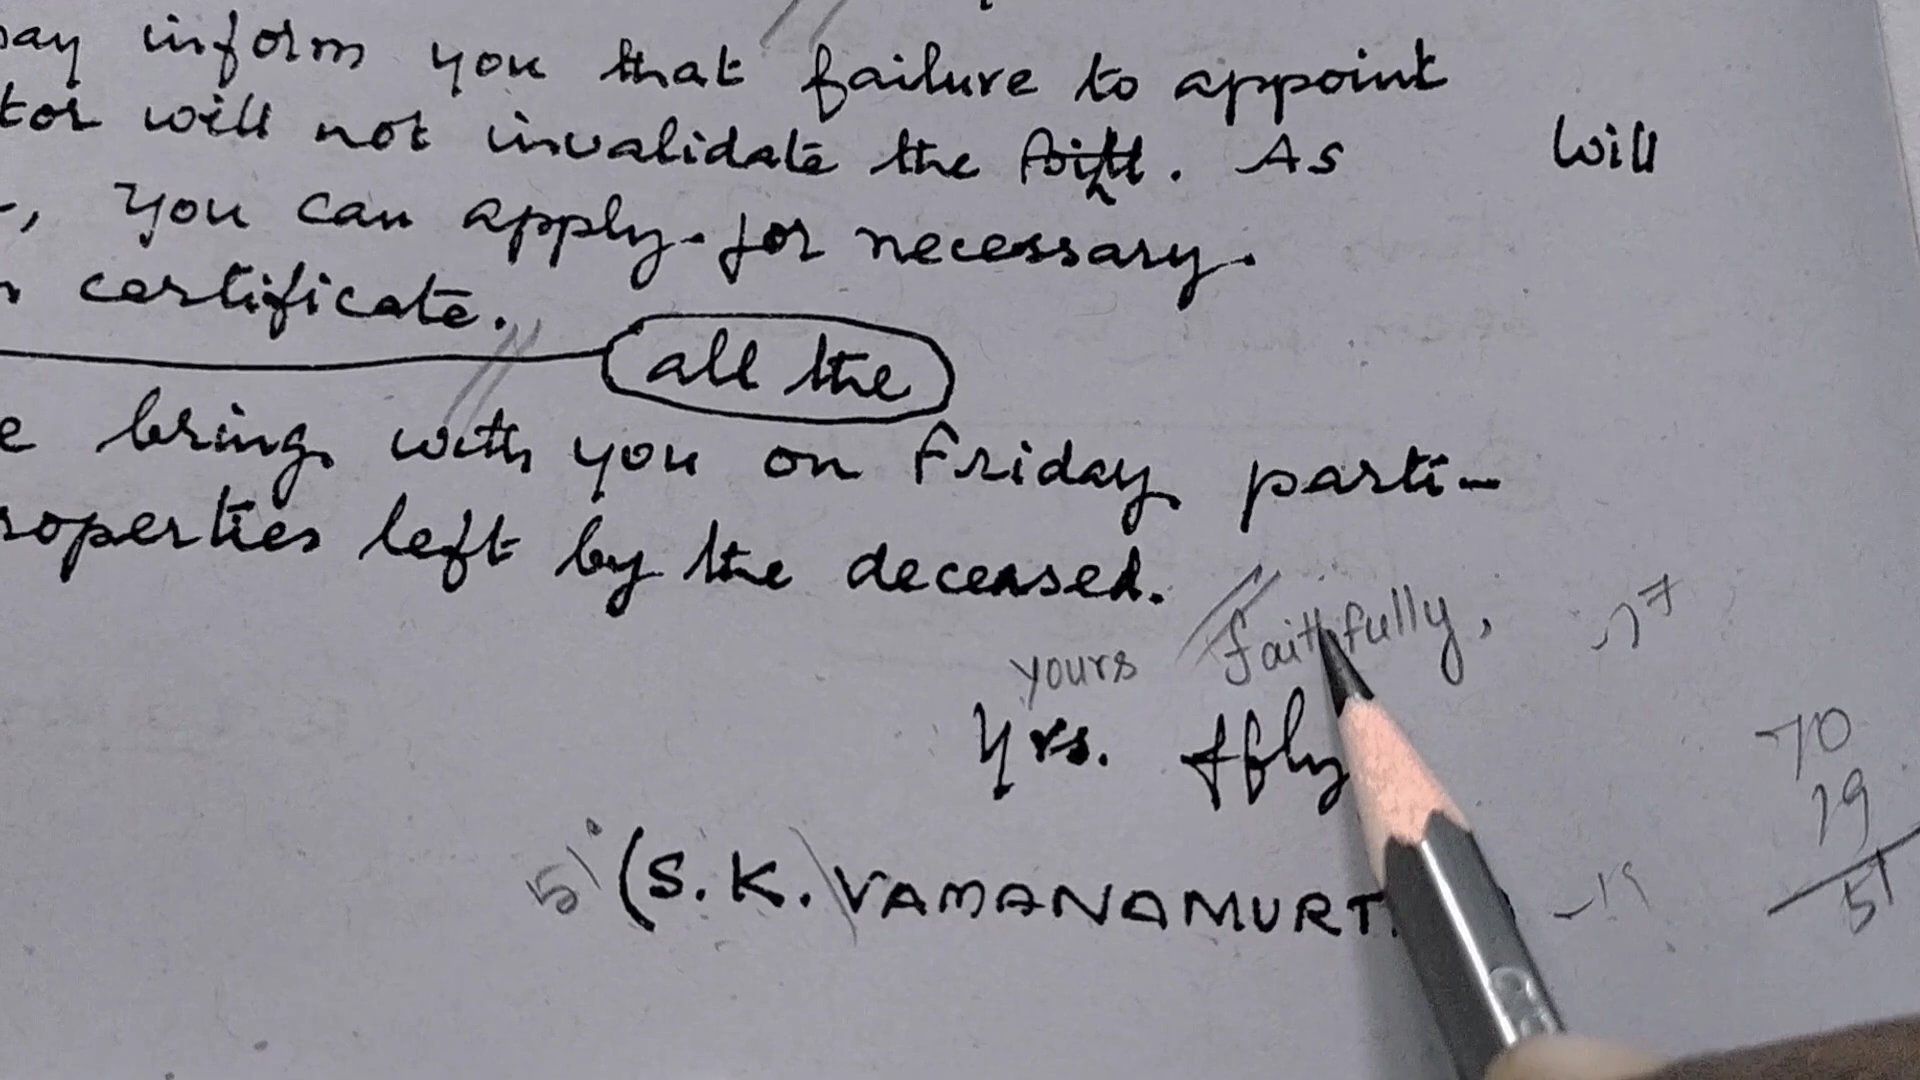 inform you that failure to appoint
will not invalidate the . As will
you can apply for necessary.
certificate.
all the
bring with you on Friday parti-
left by the deceased.
yours faithfully,
Yrs. ffly
51 (S.K. VAMANAMURT
70
19
51